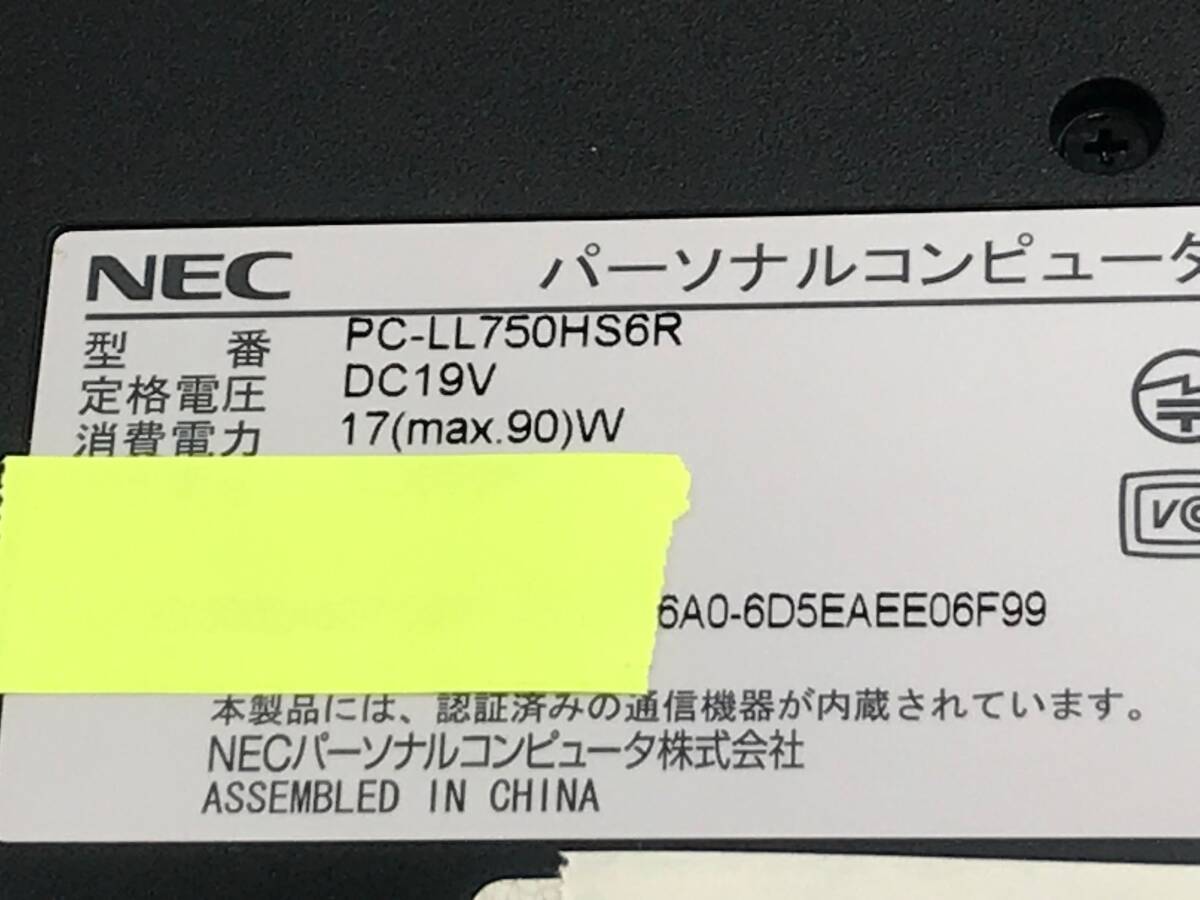 NEC パーソナルコンピュータ
型番 PC-LL750HS6R
定格電圧 DC19V
消費電力 17(max.90)W
6A0-6D5EAEE06F99
本製品には、認証済みの通信機器が内蔵されています。
NECパーソナルコンピュータ株式会社
ASSEMBLED IN CHINA